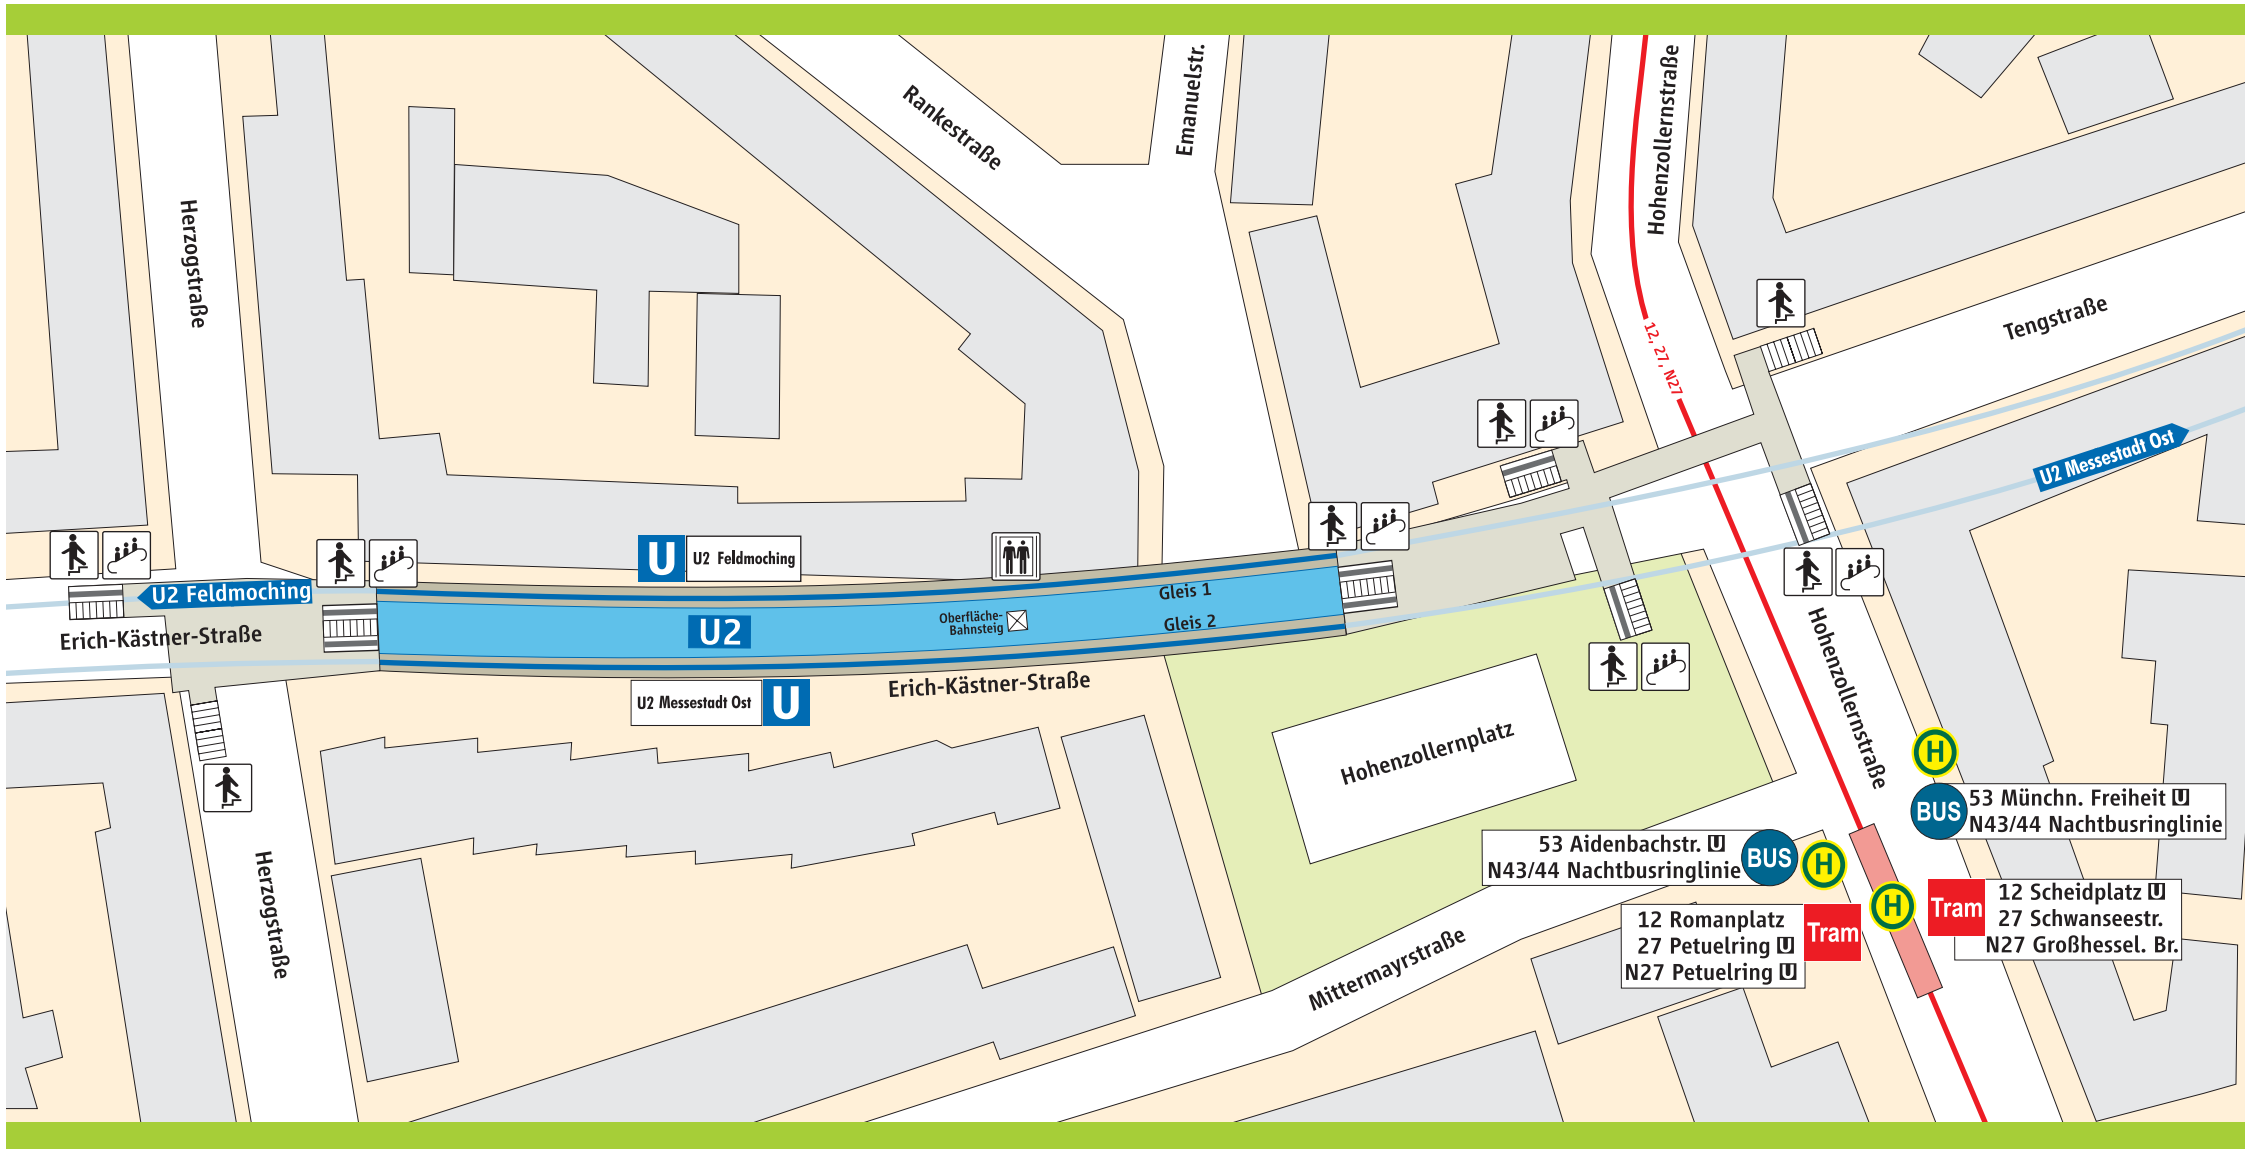 Rankestraße
Emanuelstr.
Hohenzollernstraße
Herzogstraße
Tengstraße
12, 27, N27
U2 Messestadt Ost
U
U2 Feldmoching
U2 Feldmoching
Erich-Kästner-Straße
U2
Oberfläche-
Bahnsteig
Gleis 1
Gleis 2
U2 Messestadt Ost
U
Erich-Kästner-Straße
Hohenzollernplatz
Hohenzollernstraße
H
BUS
53 Münchn. Freiheit U
N43/44 Nachtbusringlinie
53 Aidenbachstr. U
N43/44 Nachtbusringlinie
BUS
H
H
Tram
12 Scheidplatz U
27 Schwanseestr.
N27 Großhessel. Br.
12 Romanplatz
27 Petuelring U
N27 Petuelring U
Tram
Herzogstraße
Mittermayrstraße